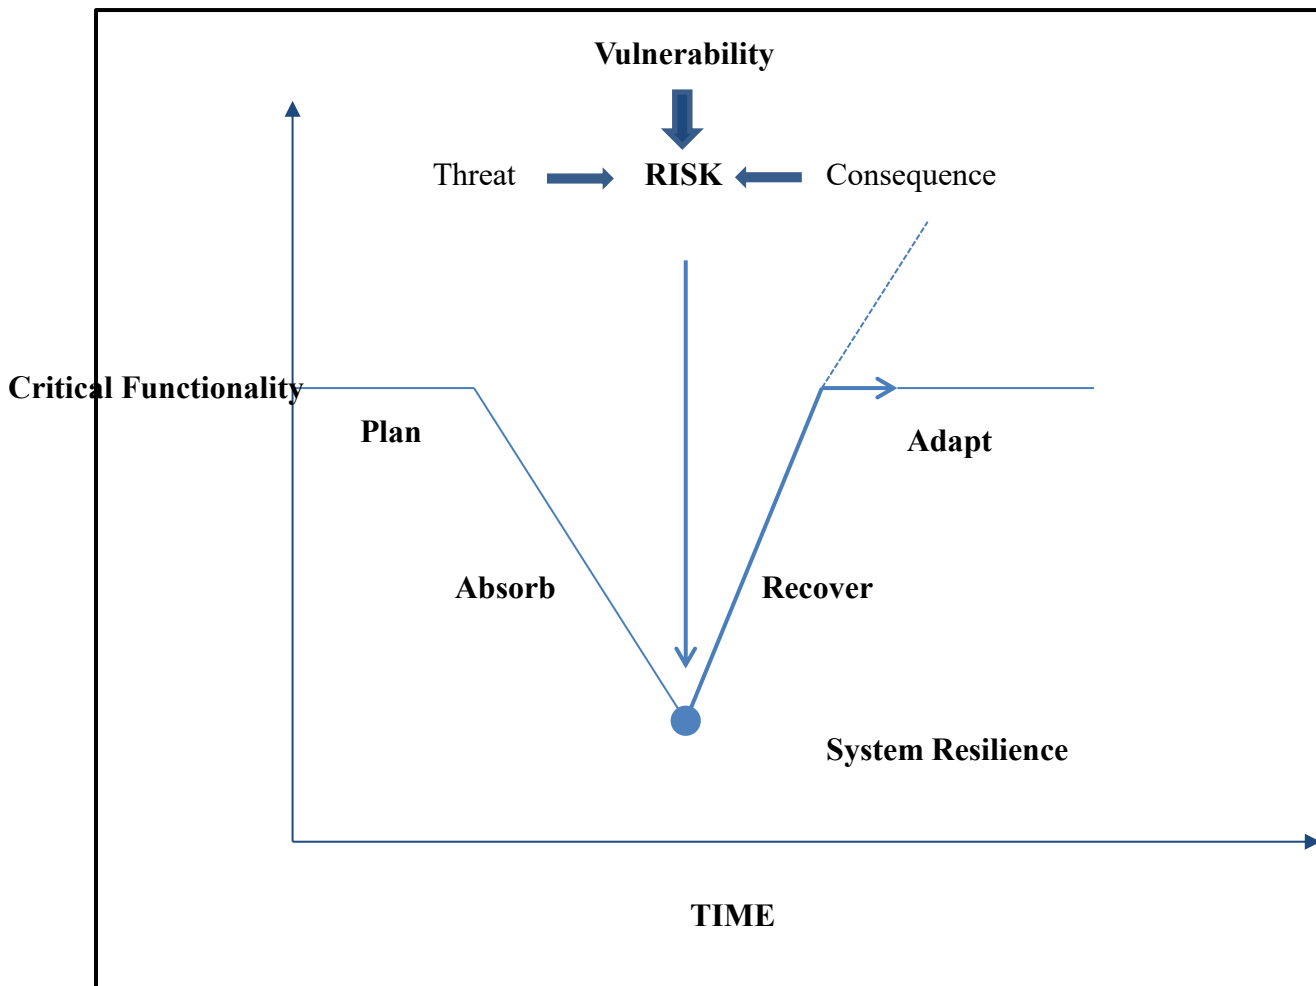 Vulnerability
Threat
RISK
Consequence
Critical Functionality
Plan
Adapt
Absorb
Recover
System Resilience
TIME